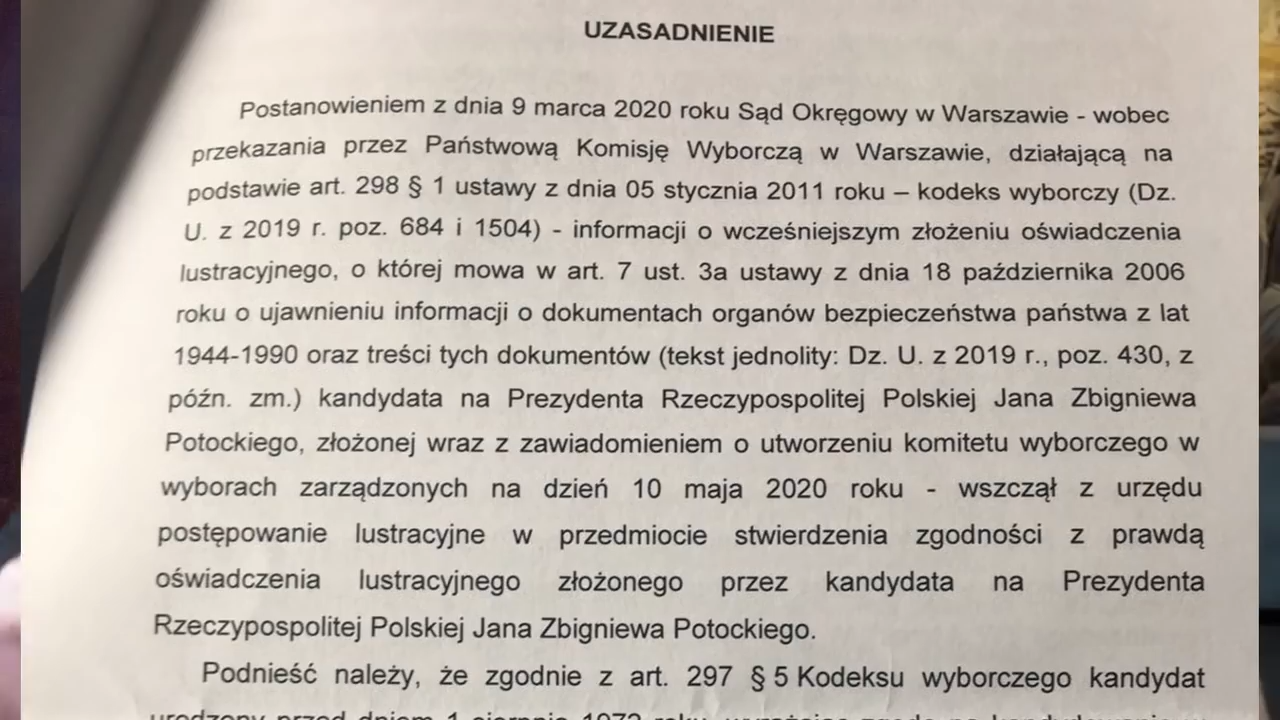 UZASADNIENIE
Postanowieniem z dnia 9 marca 2020 roku Sąd Okręgowy w Warszawie - wobec
przekazania przez Państwową Komisję Wyborczą w Warszawie, działającą na
podstawie art. 298 § 1 ustawy z dnia 05 stycznia 2011 roku – kodeks wyborczy (Dz.
U. z 2019 r. poz. 684 i 1504) - informacji o wcześniejszym złożeniu oświadczenia
lustracyjnego, o której mowa w art. 7 ust. 3a ustawy z dnia 18 października 2006
roku o ujawnieniu informacji o dokumentach organów bezpieczeństwa państwa z lat
1944-1990 oraz treści tych dokumentów (tekst jednolity: Dz. U. z 2019 r., poz. 430, z
późn. zm.) kandydata na Prezydenta Rzeczypospolitej Polskiej Jana Zbigniewa
Potockiego, złożonej wraz z zawiadomieniem o utworzeniu komitetu wyborczego w
wyborach zarządzonych na dzień 10 maja 2020 roku - wszczął z urzędu
postępowanie lustracyjne w przedmiocie stwierdzenia zgodności z prawdą
oświadczenia lustracyjnego złożonego przez kandydata na Prezydenta
Rzeczypospolitej Polskiej Jana Zbigniewa Potockiego.
Podnieść należy, że zgodnie z art. 297 § 5 Kodeksu wyborczego kandydat